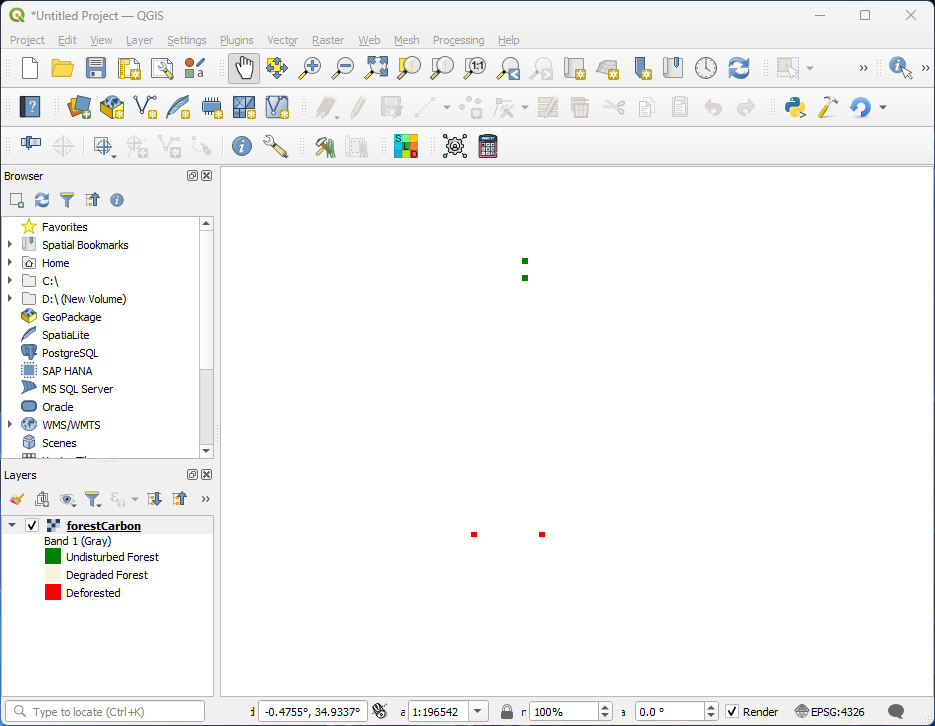 *Untitled Project — QGIS
Project Edit View Layer Settings Plugins Vector Raster Web Mesh Processing Help
1:1
Browser
Favorites
Spatial Bookmarks
Home
C:\
D:\ (New Volume)
GeoPackage
SpatiaLite
PostgreSQL
SAP HANA
MS SQL Server
Oracle
WMS/WMTS
Scenes
Layers
forestCarbon
Band 1 (Gray)
Undisturbed Forest
Degraded Forest
Deforested
Type to locate (Ctrl+K)
-0.4755°, 34.9337°
1:196542
100%
0.0 °
Render
EPSG:4326